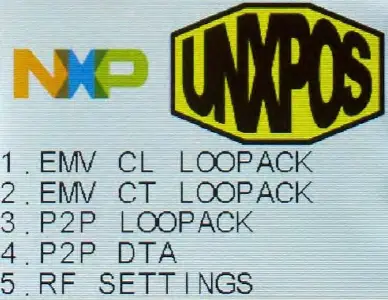 NXP UNXPOS
1.EMV CL LOOPACK
2.EMV CT LOOPACK
3.P2P LOOPACK
4.P2P DTA
5.RF SETTINGS